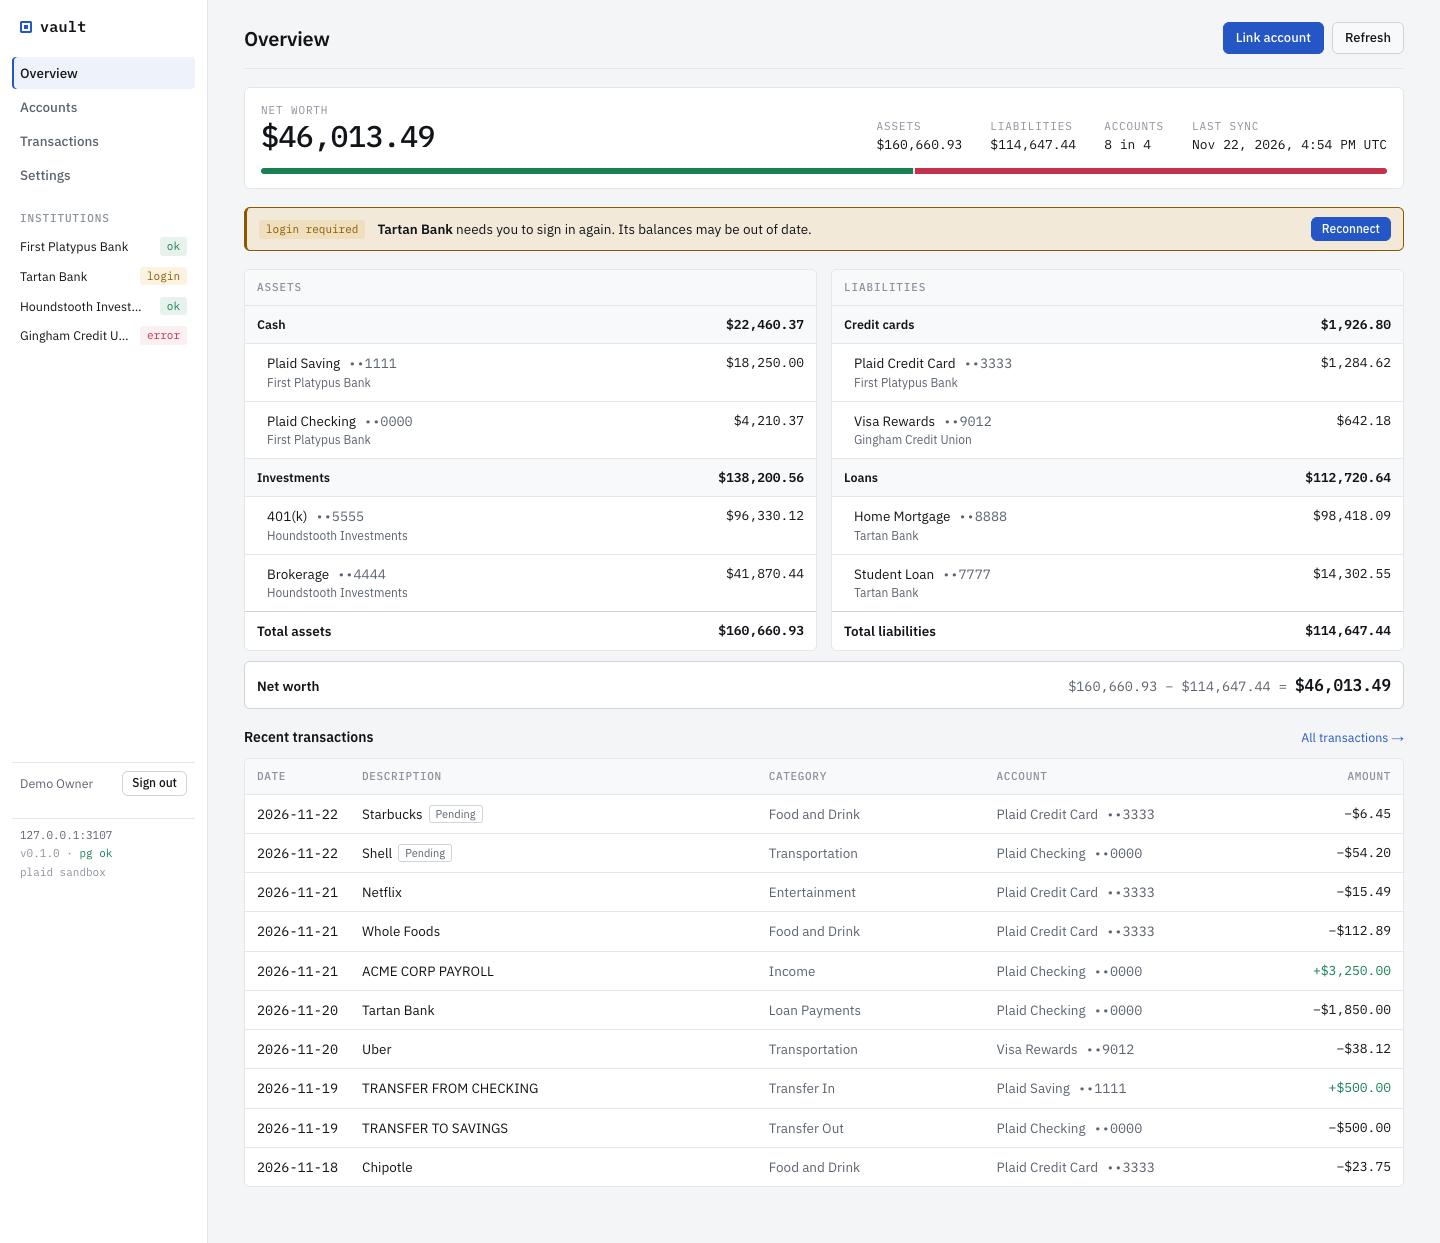 vault
Overview
Accounts
Transactions
Settings
INSTITUTIONS
First Platypus Bank ok
Tartan Bank login
Houndstooth Invest... ok
Gingham Credit U... error
Demo Owner Sign out
127.0.0.1:3107
v0.1.0 · pg ok
plaid sandbox
Overview
Link account Refresh
NET WORTH
$46,013.49
ASSETS LIABILITIES ACCOUNTS LAST SYNC
$160,660.93 $114,647.44 8 in 4 Nov 22, 2026, 4:54 PM UTC
login required Tartan Bank needs you to sign in again. Its balances may be out of date. Reconnect
ASSETS
Cash $22,460.37
Plaid Saving ••1111 $18,250.00
First Platypus Bank
Plaid Checking ••0000 $4,210.37
First Platypus Bank
Investments $138,200.56
401(k) ••5555 $96,330.12
Houndstooth Investments
Brokerage ••4444 $41,870.44
Houndstooth Investments
Total assets $160,660.93
LIABILITIES
Credit cards $1,926.80
Plaid Credit Card ••3333 $1,284.62
First Platypus Bank
Visa Rewards ••9012 $642.18
Gingham Credit Union
Loans $112,720.64
Home Mortgage ••8888 $98,418.09
Tartan Bank
Student Loan ••7777 $14,302.55
Tartan Bank
Total liabilities $114,647.44
Net worth $160,660.93 − $114,647.44 = $46,013.49
Recent transactions All transactions →
DATE DESCRIPTION CATEGORY ACCOUNT AMOUNT
2026-11-22 Starbucks Pending Food and Drink Plaid Credit Card ••3333 −$6.45
2026-11-22 Shell Pending Transportation Plaid Checking ••0000 −$54.20
2026-11-21 Netflix Entertainment Plaid Credit Card ••3333 −$15.49
2026-11-21 Whole Foods Food and Drink Plaid Credit Card ••3333 −$112.89
2026-11-21 ACME CORP PAYROLL Income Plaid Checking ••0000 +$3,250.00
2026-11-20 Tartan Bank Loan Payments Plaid Checking ••0000 −$1,850.00
2026-11-20 Uber Transportation Visa Rewards ••9012 −$38.12
2026-11-19 TRANSFER FROM CHECKING Transfer In Plaid Saving ••1111 +$500.00
2026-11-19 TRANSFER TO SAVINGS Transfer Out Plaid Checking ••0000 −$500.00
2026-11-18 Chipotle Food and Drink Plaid Credit Card ••3333 −$23.75